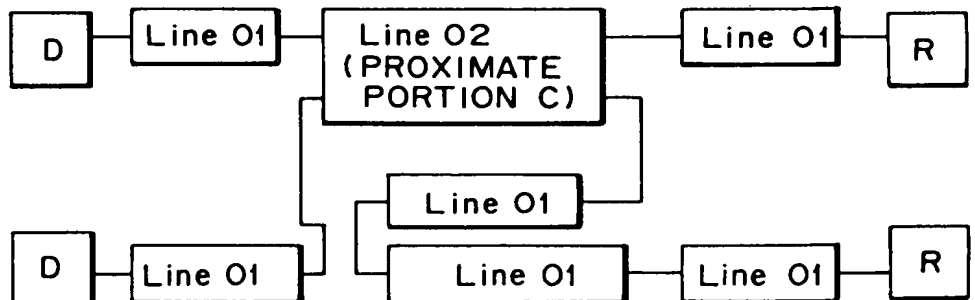 D
Line 01
Line 02
(PROXIMATE
PORTION C)
Line 01
R
Line 01
D
Line 01
Line 01
Line 01
R